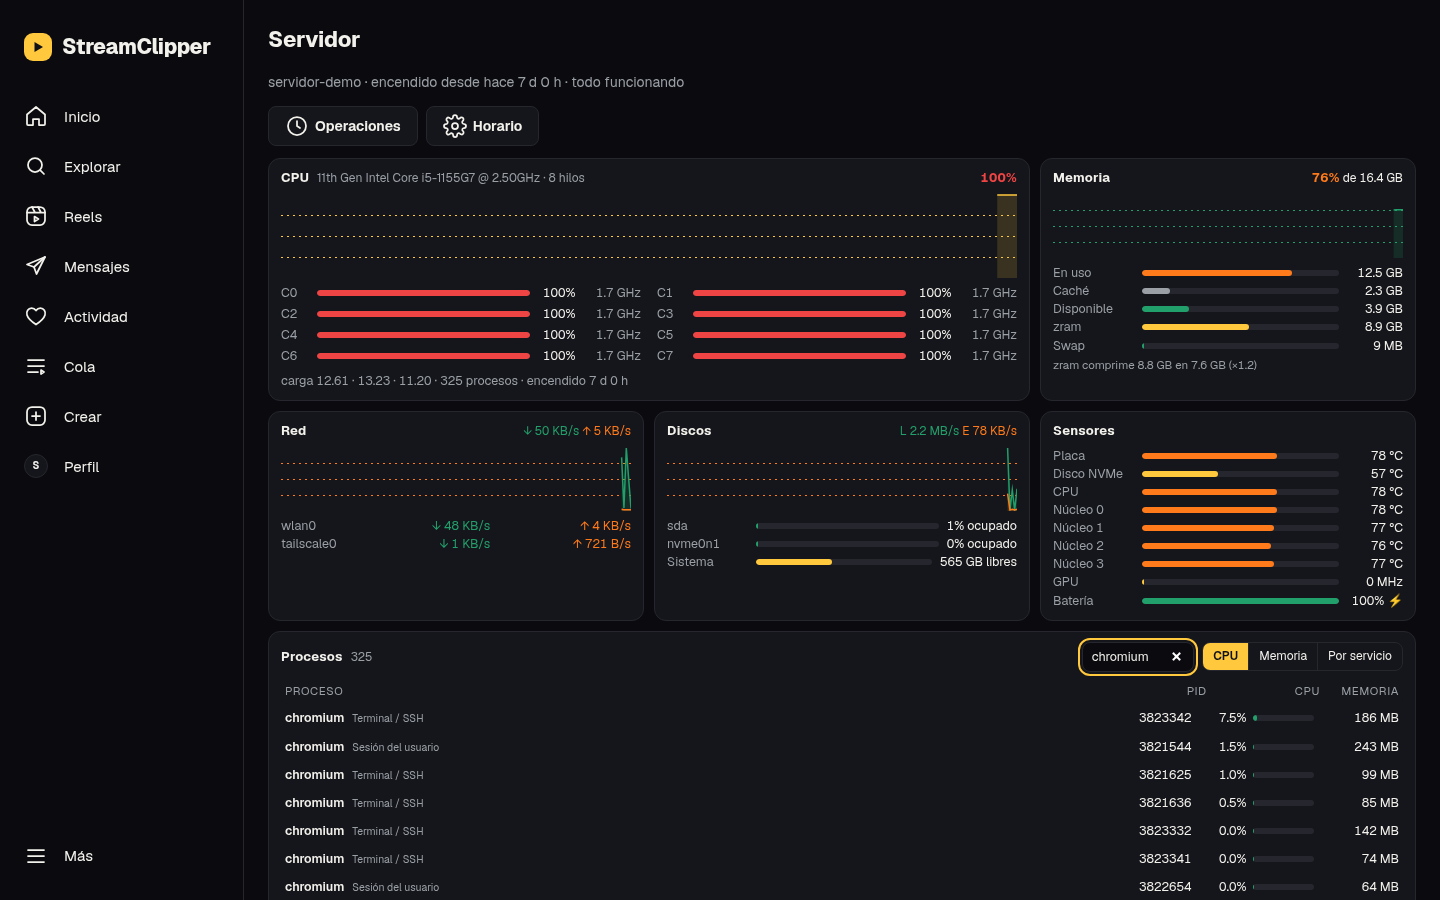 StreamClipper
Inicio
Explorar
Reels
Mensajes
Actividad
Cola
Crear
S Perfil
Más
Servidor
servidor-demo · encendido desde hace 7 d 0 h · todo funcionando
Operaciones
Horario
CPU 11th Gen Intel Core i5-1155G7 @ 2.50GHz · 8 hilos 100%
C0 100% 1.7 GHz C1 100% 1.7 GHz
C2 100% 1.7 GHz C3 100% 1.7 GHz
C4 100% 1.7 GHz C5 100% 1.7 GHz
C6 100% 1.7 GHz C7 100% 1.7 GHz
carga 12.61 · 13.23 · 11.20 · 325 procesos · encendido 7 d 0 h
Memoria 76% de 16.4 GB
En uso 12.5 GB
Caché 2.3 GB
Disponible 3.9 GB
zram 8.9 GB
Swap 9 MB
zram comprime 8.8 GB en 7.6 GB (×1.2)
Red ↓ 50 KB/s ↑ 5 KB/s
wlan0 ↓ 48 KB/s ↑ 4 KB/s
tailscale0 ↓ 1 KB/s ↑ 721 B/s
Discos L 2.2 MB/s E 78 KB/s
sda 1% ocupado
nvme0n1 0% ocupado
Sistema 565 GB libres
Sensores
Placa 78 °C
Disco NVMe 57 °C
CPU 78 °C
Núcleo 0 78 °C
Núcleo 1 77 °C
Núcleo 2 76 °C
Núcleo 3 77 °C
GPU 0 MHz
Batería 100% ⚡
Procesos 325 chromium × CPU Memoria Por servicio
PROCESO PID CPU MEMORIA
chromium Terminal / SSH 3823342 7.5% 186 MB
chromium Sesión del usuario 3821544 1.5% 243 MB
chromium Terminal / SSH 3821625 1.0% 99 MB
chromium Terminal / SSH 3821636 0.5% 85 MB
chromium Terminal / SSH 3823332 0.0% 142 MB
chromium Terminal / SSH 3823341 0.0% 74 MB
chromium Sesión del usuario 3822654 0.0% 64 MB